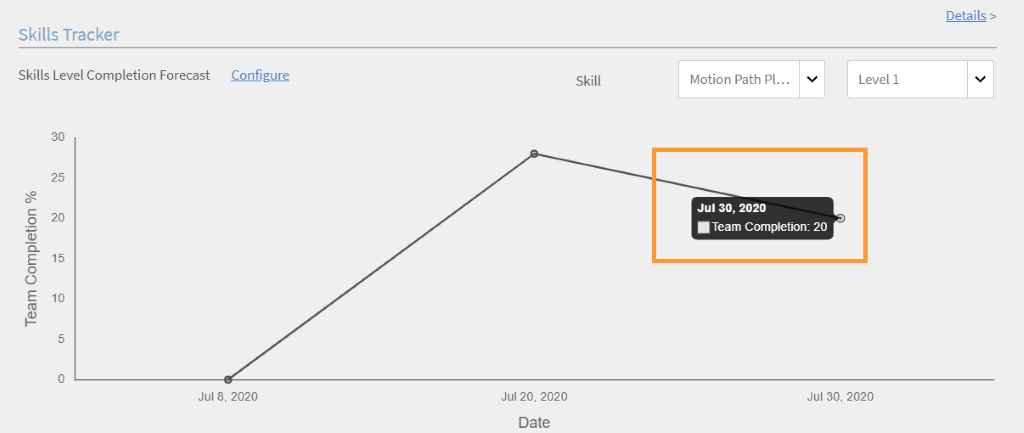 Details >
Skills Tracker
Skills Level Completion Forecast Configure
Skill Motion Path Pl... Level 1
30
25
20
15
10
5
0
Team Completion %
Jul 30, 2020
Team Completion: 20
Jul 8, 2020 Jul 20, 2020 Jul 30, 2020
Date